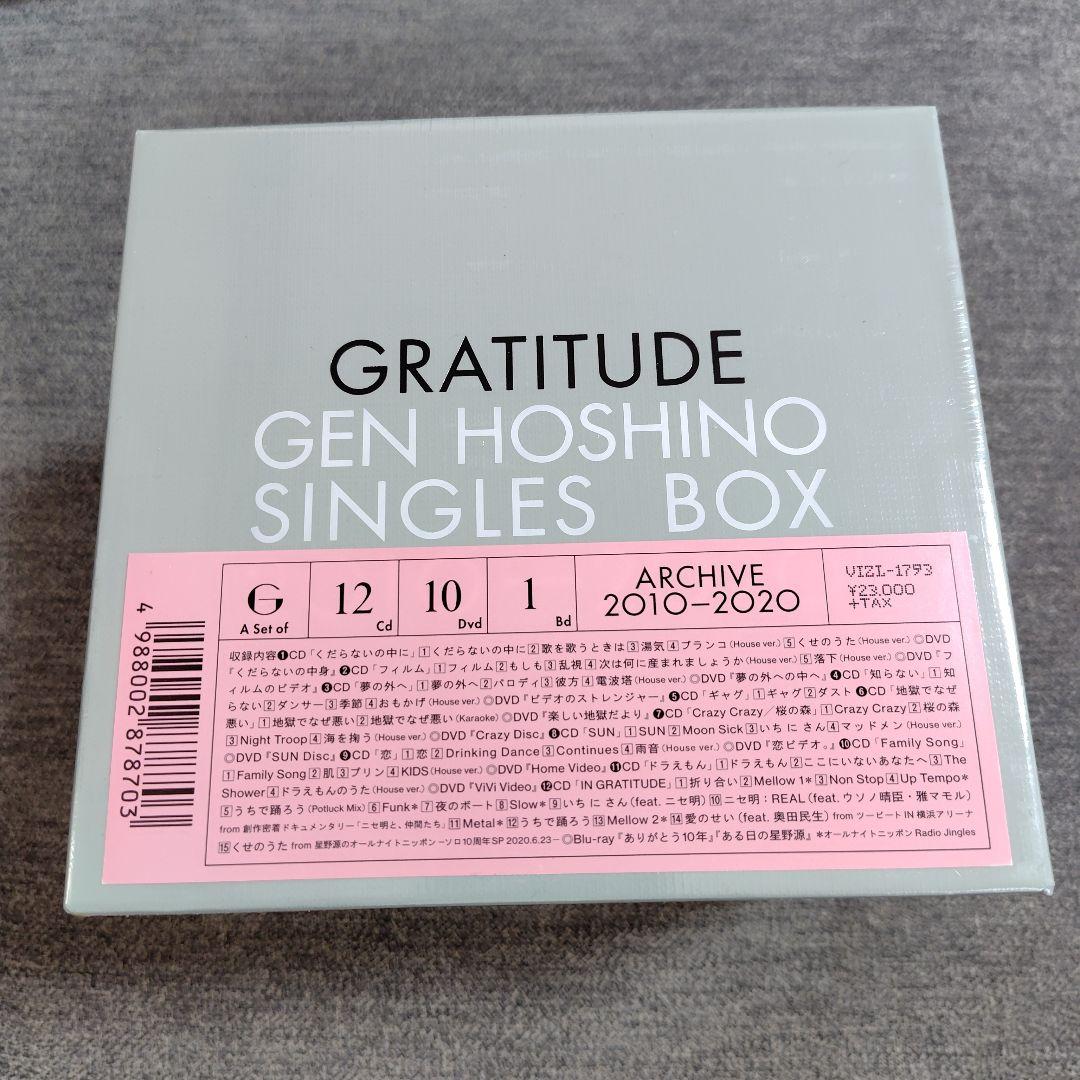 GRATITUDE
GEN HOSHINO
SINGLES BOX
G A Set of
12 Cd
10 Dvd
1 Bd
ARCHIVE
2010–2020
VIZL-1793
¥23,000
+TAX
収録内容❶CD「くだらないの中に」1くだらないの中に2歌を歌うときは3湯気4ブランコ(House ver.)5くせのうた(House ver.)◎DVD
『くだらないの中身』❷CD「フィルム」1フィルム2もしも3乱視4次は何に産まれましょうか(House ver.)5落下(House ver.)◎DVD『フ
ィルムのビデオ』❸CD「夢の外へ」1夢の外へ2パロディ3彼方4電波塔(House ver.)◎DVD『夢の外への中へ』❹CD「知らない」1知
らない2ダンサー3季節4おもかげ(House ver.)◎DVD『ビデオのストレンジャー』❺CD「ギャグ」1ギャグ2ダスト❻CD「地獄でなぜ
悪い」1地獄でなぜ悪い2地獄でなぜ悪い(Karaoke)◎DVD『楽しい地獄だより』❼CD「Crazy Crazy／桜の森」1Crazy Crazy2桜の森
3Night Troop4海を掬う(House ver.)◎DVD『Crazy Disc』❽CD「SUN」1SUN2Moon Sick3いち に さん4マッドメン(House ver.)
◎DVD『SUN Disc』❾CD「恋」1恋2Drinking Dance3Continues4雨音(House ver.)◎DVD『恋ビデオ。』❿CD「Family Song」
1Family Song2肌3プリン4KIDS(House ver.)◎DVD『Home Video』⓫CD「ドラえもん」1ドラえもん2ここにいないあなたへ3The
Shower4ドラえもんのうた(House ver.)◎DVD『ViVi Video』⓬CD「IN GRATITUDE」1折り合い2Mellow 1*3Non Stop4Up Tempo*
5うちで踊ろう(Potluck Mix)6Funk*7夜のボート8Slow*9いち に さん(feat. ニセ明)10ニセ明：REAL(feat. ウソノ晴臣・雅マモル)
from 創作密着ドキュメンタリー「ニセ明と、仲間たち」11Metal*12うちで踊ろう13Mellow 2*14愛のせい(feat. 奥田民生)from ツービート IN 横浜アリーナ
15くせのうた from 星野源のオールナイトニッポン–ソロ10周年SP 2020.6.23–◎Blu-ray『ありがとう10年』『ある日の星野源』*オールナイトニッポン Radio Jingles
4 988002 787803